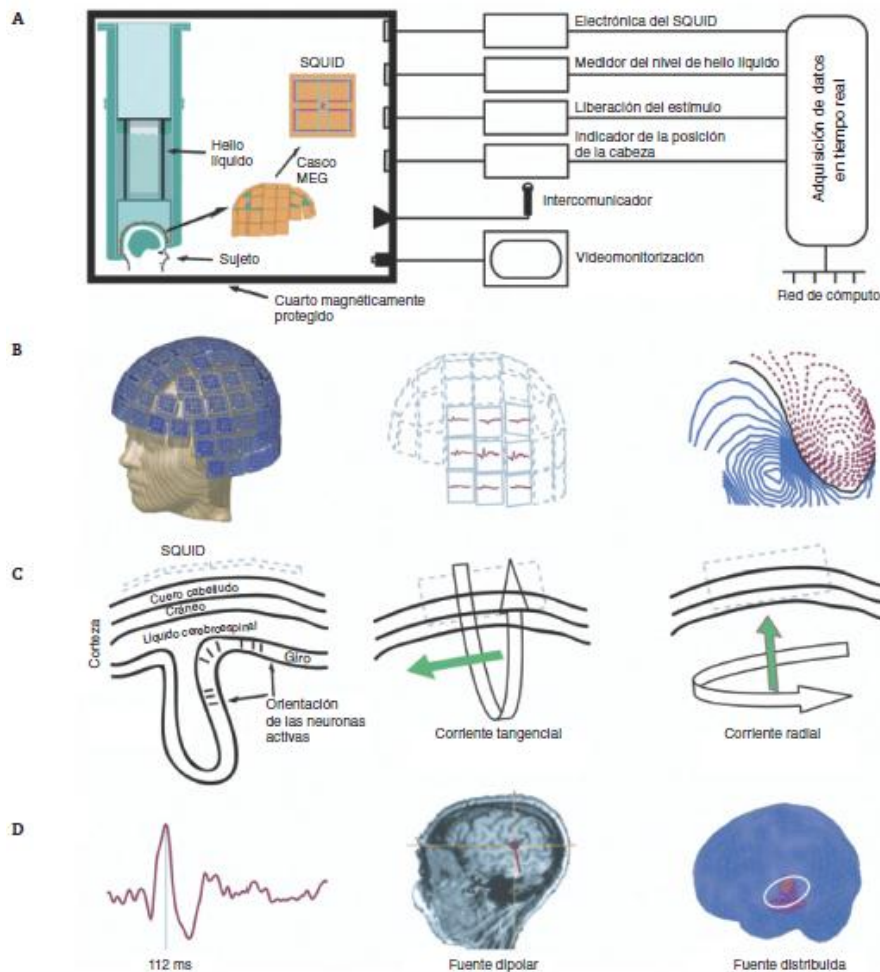 A
Electrónica del SQUID
Medidor del nivel de helio líquido
Liberación del estímulo
Indicador de la posición
de la cabeza
Intercomunicador
Videomonitorización
Adquisición de datos
en tiempo real
Red de cómputo
SQUID
Helio
líquido
Casco
MEG
Sujeto
Cuarto magnéticamente
protegido
B
C
SQUID
Cuero cabelludo
Cráneo
Líquido cerebroespinal
Corteza
Giro
Orientación
de las neuronas
activas
Corriente tangencial
Corriente radial
D
112 ms
Fuente dipolar
Fuente distribuida